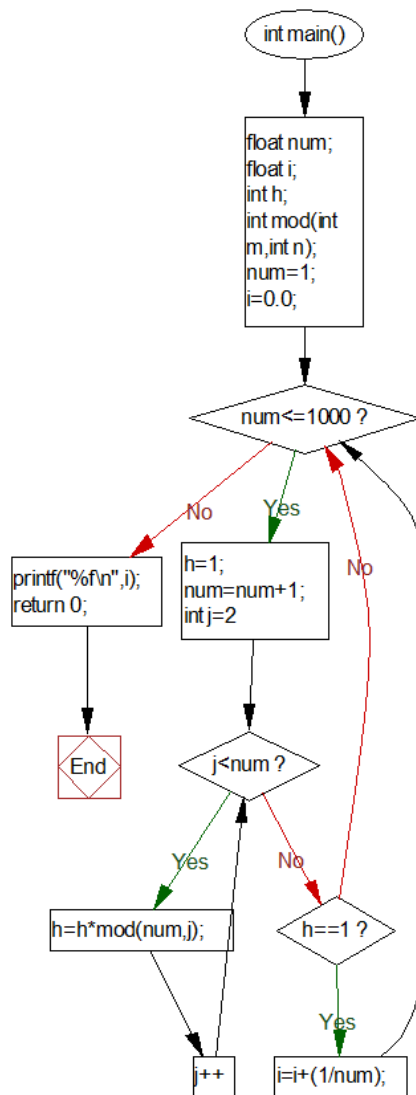 int main()
float num;
float i;
int h;
int mod(int
m,int n);
num=1;
i=0.0;
num<=1000 ?
No
Yes
printf("%f\n",i);
return 0;
h=1;
num=num+1;
int j=2
No
End
j<num ?
Yes
No
h=h*mod(num,j);
h==1 ?
Yes
j++
i=i+(1/num);